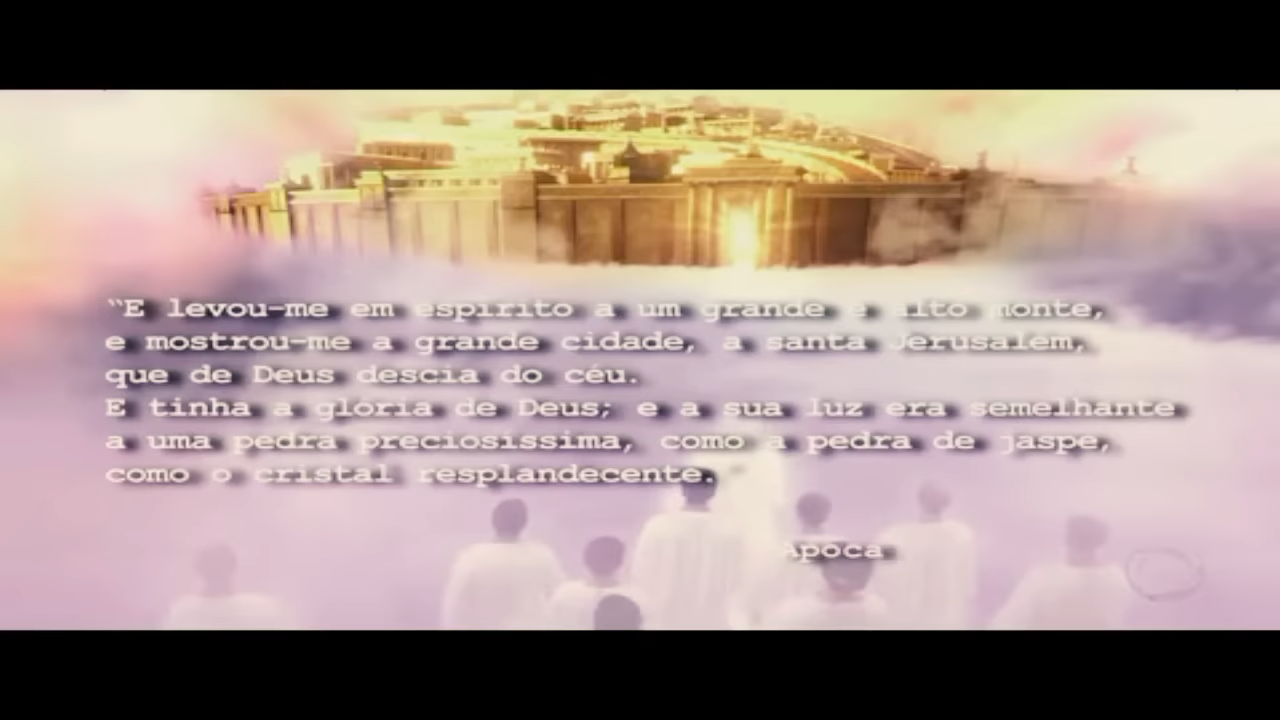 “E levou-me em espirito a um grande e alto monte,
e mostrou-me a grande cidade, a santa Jerusalém,
que de Deus descia do céu.
E tinha a glória de Deus; e a sua luz era semelhante
a uma pedra preciosíssima, como a pedra de jaspe,
como o cristal resplandecente.
Apoca